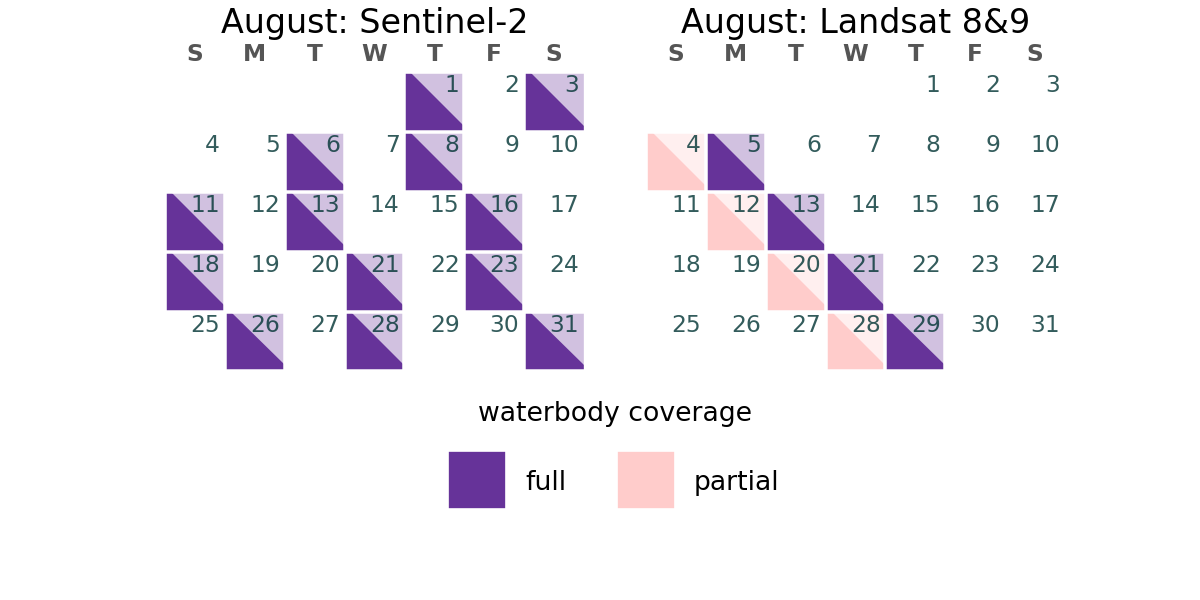 August: Sentinel-2
S M T W T F S
1 2 3
4 5 6 7 8 9 10
11 12 13 14 15 16 17
18 19 20 21 22 23 24
25 26 27 28 29 30 31
August: Landsat 8&9
S M T W T F S
1 2 3
4 5 6 7 8 9 10
11 12 13 14 15 16 17
18 19 20 21 22 23 24
25 26 27 28 29 30 31
waterbody coverage
full partial